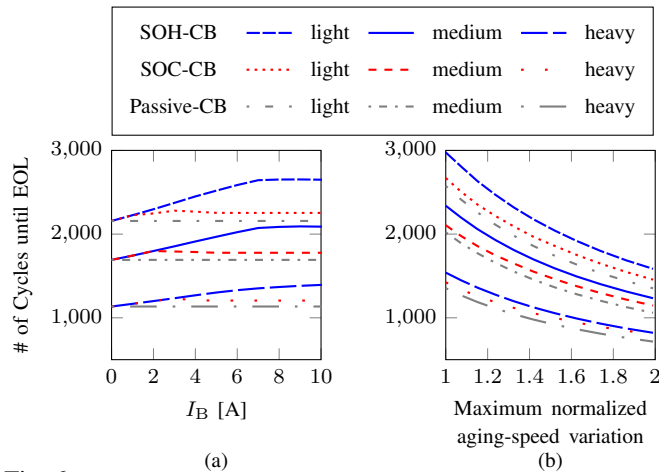 SOH-CB light medium heavy
SOC-CB light medium heavy
Passive-CB light medium heavy
# of Cycles until EOL
3,000
2,000
1,000
0 2 4 6 8 10
I_B [A]
(a)
3,000
2,000
1,000
1 1.2 1.4 1.6 1.8 2
Maximum normalized
aging-speed variation
(b)